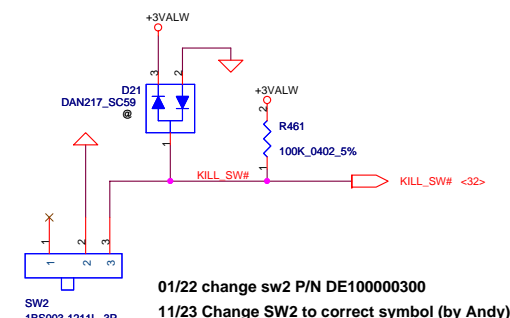 +3VALW
3
2
D21
DAN217_SC59
@
1
+3VALW
2
R461
100K_0402_5%
1
KILL_SW#
KILL_SW# <32>
1
2
3
1
2
3
SW2
01/22 change sw2 P/N DE100000300
11/23 Change SW2 to correct symbol (by Andy)